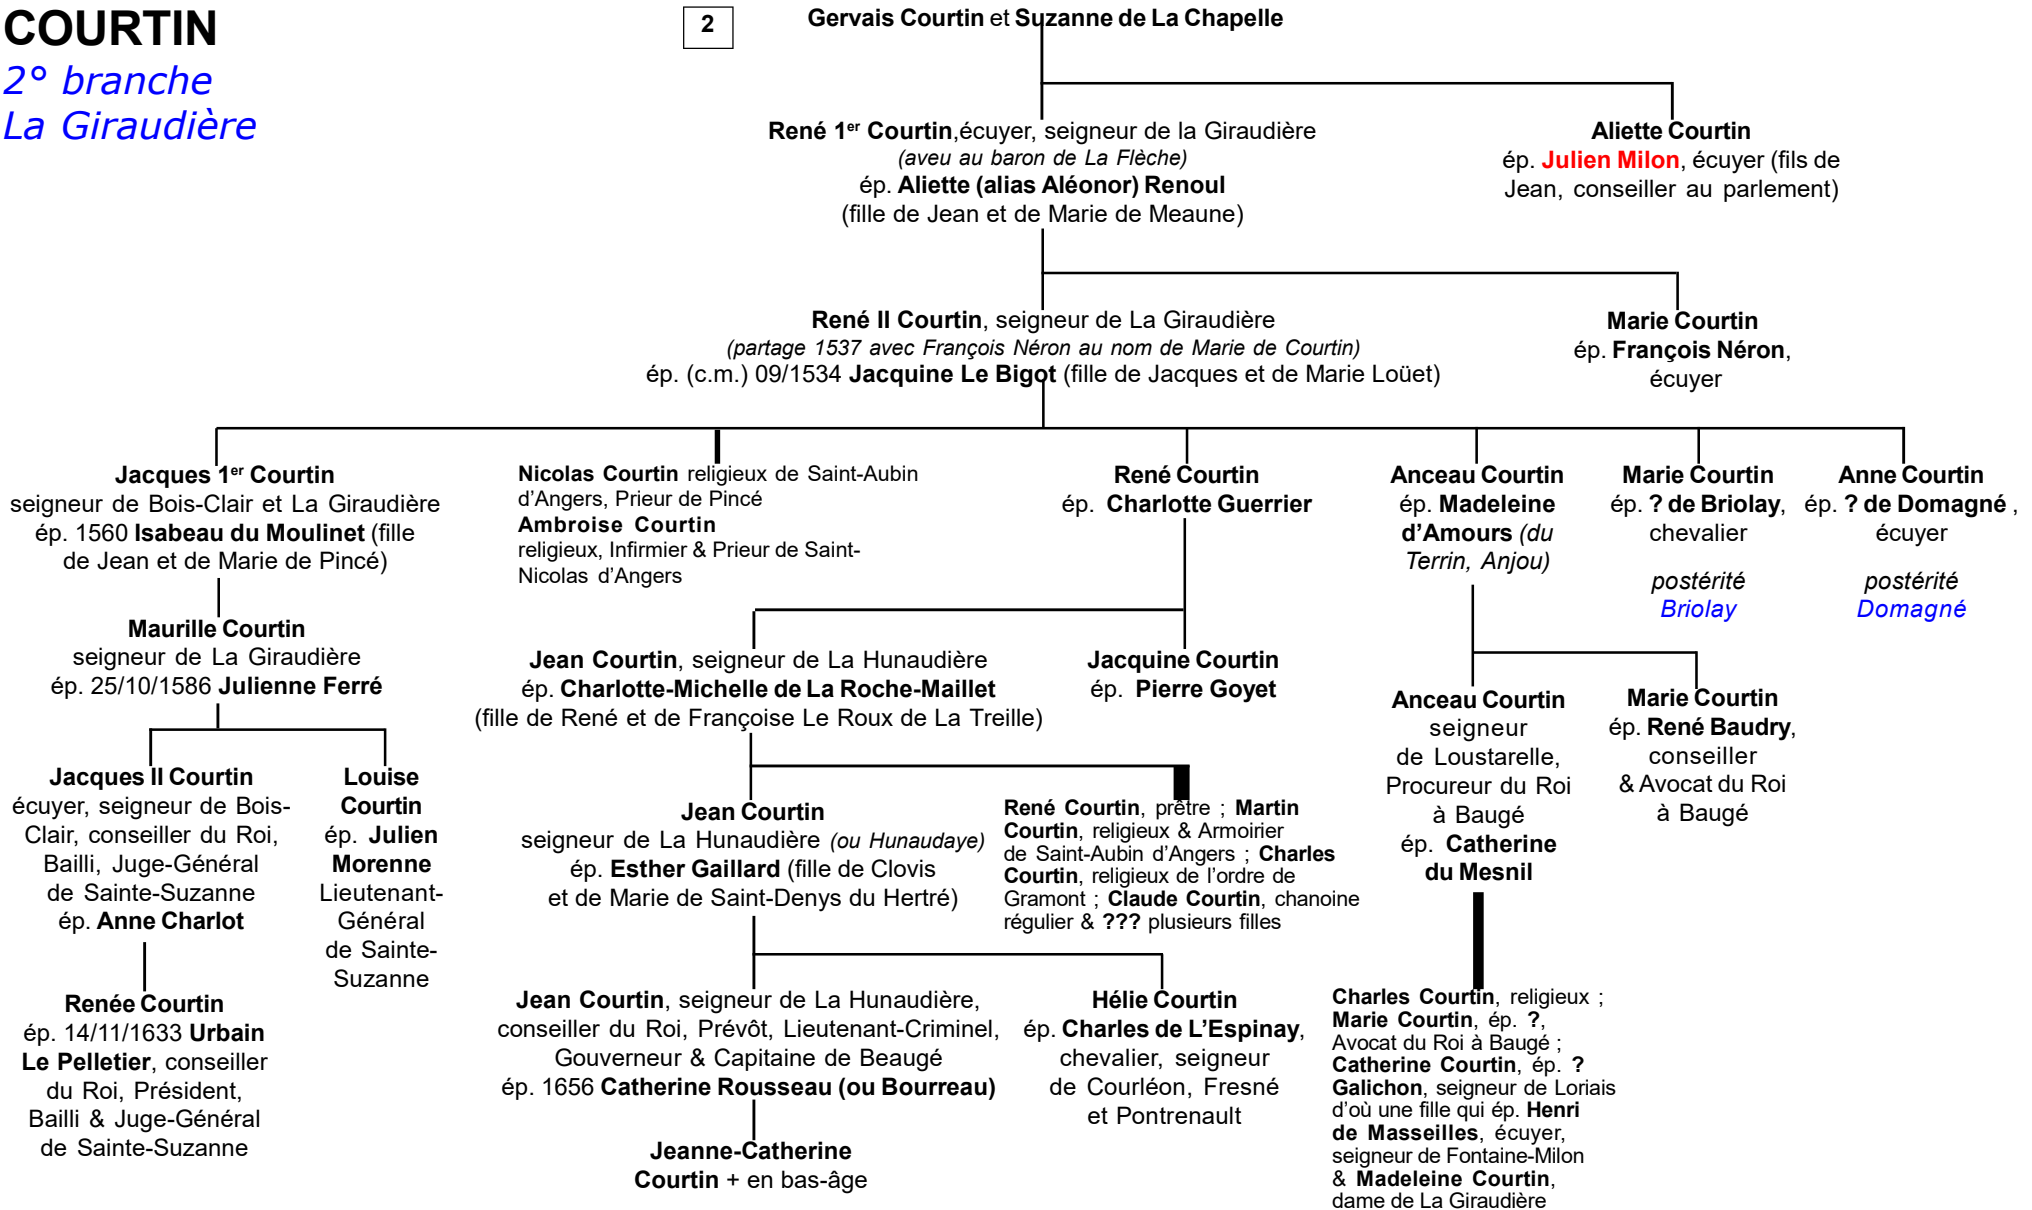 COURTIN
2° branche
La Giraudière
2
Gervais Courtin et Suzanne de La Chapelle
René 1er Courtin,écuyer, seigneur de la Giraudière
(aveu au baron de La Flèche)
ép. Aliette (alias Aléonor) Renoul
(fille de Jean et de Marie de Meaune)
Aliette Courtin
ép. Julien Milon, écuyer (fils de
Jean, conseiller au parlement)
René II Courtin, seigneur de La Giraudière
(partage 1537 avec François Néron au nom de Marie de Courtin)
ép. (c.m.) 09/1534 Jacquine Le Bigot (fille de Jacques et de Marie Loüet)
Marie Courtin
ép. François Néron,
écuyer
Jacques 1er Courtin
seigneur de Bois-Clair et La Giraudière
ép. 1560 Isabeau du Moulinet (fille
de Jean et de Marie de Pincé)
Nicolas Courtin religieux de Saint-Aubin
d'Angers, Prieur de Pincé
Ambroise Courtin
religieux, Infirmier & Prieur de Saint-
Nicolas d'Angers
René Courtin
ép. Charlotte Guerrier
Anceau Courtin
ép. Madeleine
d'Amours (du
Terrin, Anjou)
Marie Courtin
ép. ? de Briolay,
chevalier
postérité
Briolay
Anne Courtin
ép. ? de Domagné ,
écuyer
postérité
Domagné
Maurille Courtin
seigneur de La Giraudière
ép. 25/10/1586 Julienne Ferré
Jean Courtin, seigneur de La Hunaudière
ép. Charlotte-Michelle de La Roche-Maillet
(fille de René et de Françoise Le Roux de La Treille)
Jacquine Courtin
ép. Pierre Goyet
Anceau Courtin
seigneur
de Loustarelle,
Procureur du Roi
à Baugé
ép. Catherine
du Mesnil
Marie Courtin
ép. René Baudry,
conseiller
& Avocat du Roi
à Baugé
Jacques II Courtin
écuyer, seigneur de Bois-
Clair, conseiller du Roi,
Bailli, Juge-Général
de Sainte-Suzanne
ép. Anne Charlot
Louise
Courtin
ép. Julien
Morenne
Lieutenant-
Général
de Sainte-
Suzanne
Jean Courtin
seigneur de La Hunaudière (ou Hunaudaye)
ép. Esther Gaillard (fille de Clovis
et de Marie de Saint-Denys du Hertré)
René Courtin, prêtre ; Martin
Courtin, religieux & Armoirier
de Saint-Aubin d'Angers ; Charles
Courtin, religieux de l'ordre de
Gramont ; Claude Courtin, chanoine
régulier & ??? plusieurs filles
Renée Courtin
ép. 14/11/1633 Urbain
Le Pelletier, conseiller
du Roi, Président,
Bailli & Juge-Général
de Sainte-Suzanne
Jean Courtin, seigneur de La Hunaudière,
conseiller du Roi, Prévôt, Lieutenant-Criminel,
Gouverneur & Capitaine de Beaugé
ép. 1656 Catherine Rousseau (ou Bourreau)
Hélie Courtin
ép. Charles de L'Espinay,
chevalier, seigneur
de Courléon, Fresné
et Pontrenault
Charles Courtin, religieux ;
Marie Courtin, ép. ?,
Avocat du Roi à Baugé ;
Catherine Courtin, ép. ?
Galichon, seigneur de Loriais
d'où une fille qui ép. Henri
de Masseilles, écuyer,
seigneur de Fontaine-Milon
& Madeleine Courtin,
dame de La Giraudière
Jeanne-Catherine
Courtin + en bas-âge